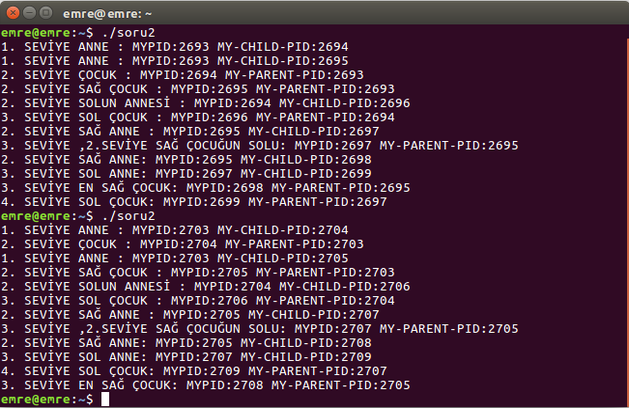 emre@emre: ~
emre@emre:~$ ./soru2
1. SEVİYE ANNE : MYPID:2693 MY-CHILD-PID:2694
1. SEVİYE ANNE : MYPID:2693 MY-CHILD-PID:2695
2. SEVİYE ÇOCUK : MYPID:2694 MY-PARENT-PID:2693
2. SEVİYE SAĞ ÇOCUK : MYPID:2695 MY-PARENT-PID:2693
2. SEVİYE SOLUN ANNESİ : MYPID:2694 MY-CHILD-PID:2696
3. SEVİYE SOL ÇOCUK : MYPID:2696 MY-PARENT-PID:2694
2. SEVİYE SAĞ ANNE : MYPID:2695 MY-CHILD-PID:2697
3. SEVİYE ,2.SEVİYE SAĞ ÇOCUĞUN SOLU: MYPID:2697 MY-PARENT-PID:2695
2. SEVİYE SAĞ ANNE: MYPID:2695 MY-CHILD-PID:2698
3. SEVİYE SOL ANNE: MYPID:2697 MY-CHILD-PID:2699
3. SEVİYE EN SAĞ ÇOCUK: MYPID:2698 MY-PARENT-PID:2695
4. SEVİYE SOL ÇOCUK: MYPID:2699 MY-PARENT-PID:2697
emre@emre:~$ ./soru2
1. SEVİYE ANNE : MYPID:2703 MY-CHILD-PID:2704
2. SEVİYE ÇOCUK : MYPID:2704 MY-PARENT-PID:2703
1. SEVİYE ANNE : MYPID:2703 MY-CHILD-PID:2705
2. SEVİYE SAĞ ÇOCUK : MYPID:2705 MY-PARENT-PID:2703
2. SEVİYE SOLUN ANNESİ : MYPID:2704 MY-CHILD-PID:2706
3. SEVİYE SOL ÇOCUK : MYPID:2706 MY-PARENT-PID:2704
2. SEVİYE SAĞ ANNE : MYPID:2705 MY-CHILD-PID:2707
3. SEVİYE ,2.SEVİYE SAĞ ÇOCUĞUN SOLU: MYPID:2707 MY-PARENT-PID:2705
2. SEVİYE SAĞ ANNE: MYPID:2705 MY-CHILD-PID:2708
3. SEVİYE SOL ANNE: MYPID:2707 MY-CHILD-PID:2709
4. SEVİYE SOL ÇOCUK: MYPID:2709 MY-PARENT-PID:2707
3. SEVİYE EN SAĞ ÇOCUK: MYPID:2708 MY-PARENT-PID:2705
emre@emre:~$